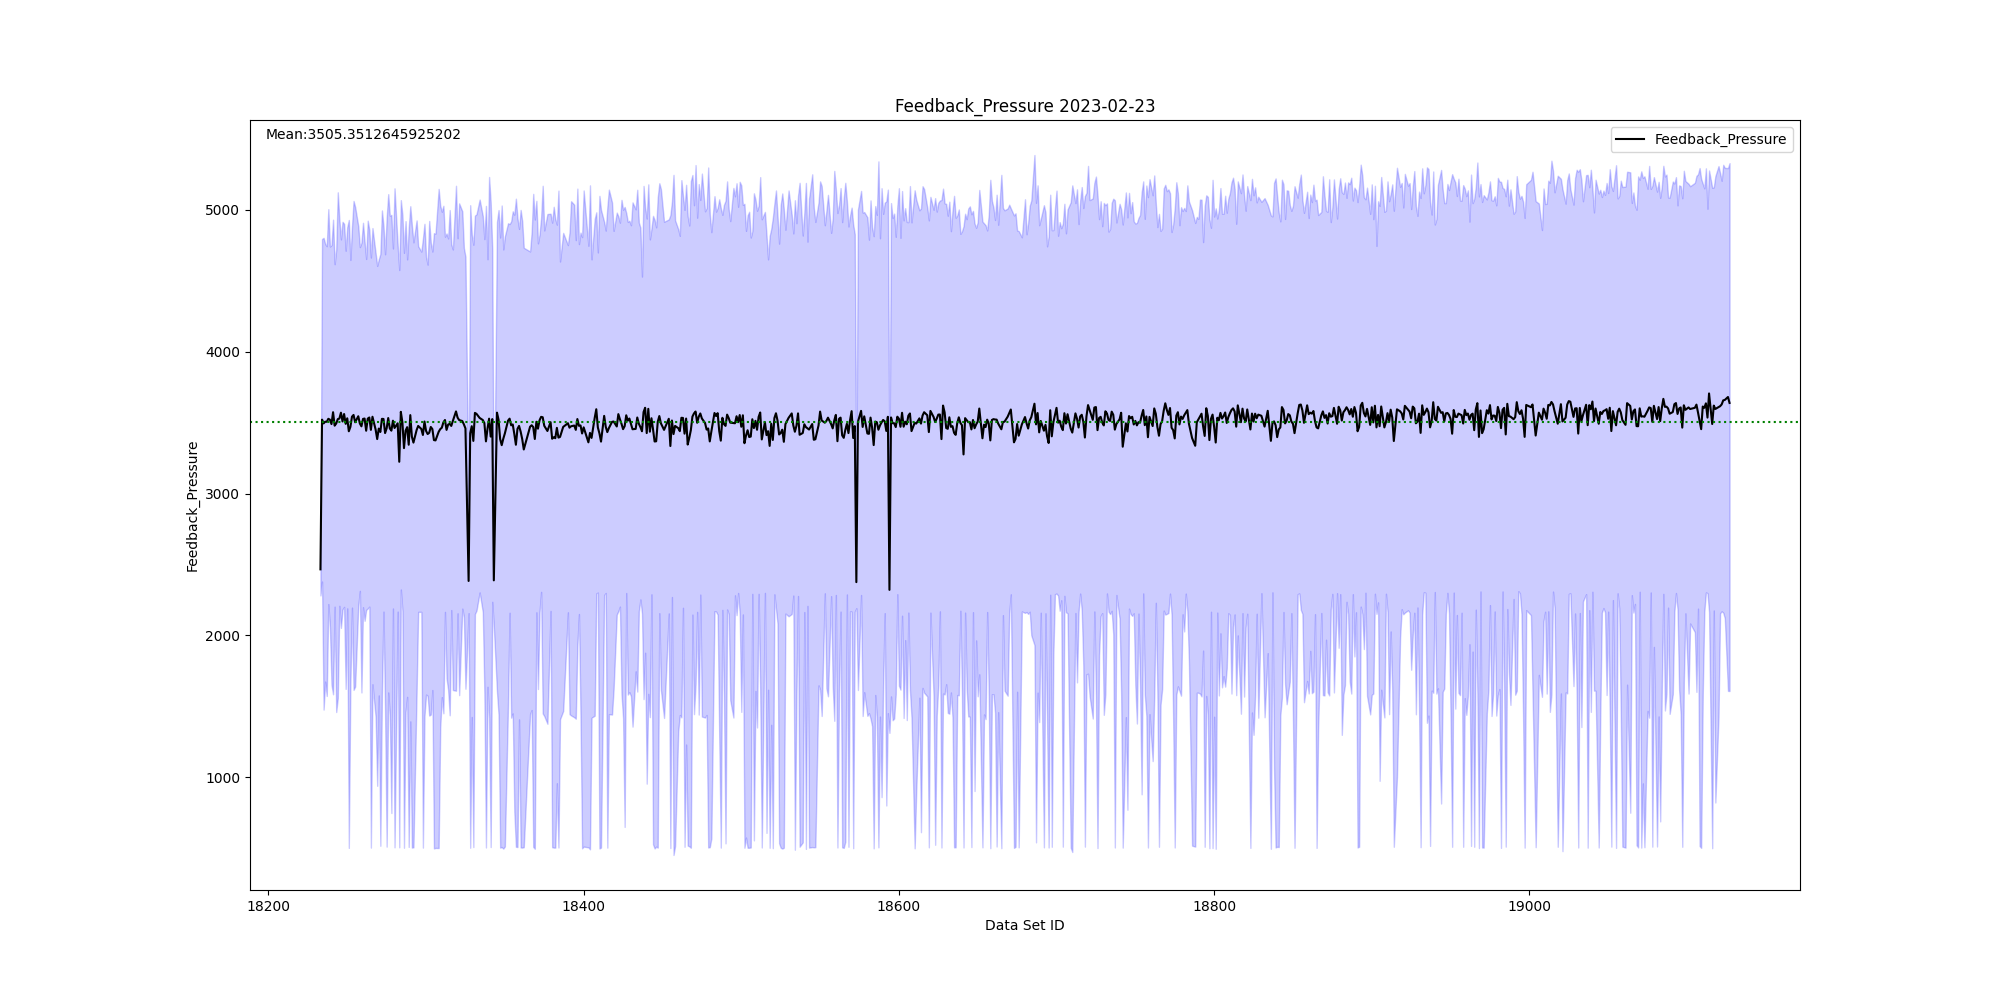 Feedback_Pressure 2023-02-23
Mean:3505.3512645925202
Feedback_Pressure
5000
4000
3000
2000
1000
Feedback_Pressure
18200
18400
18600
18800
19000
Data Set ID